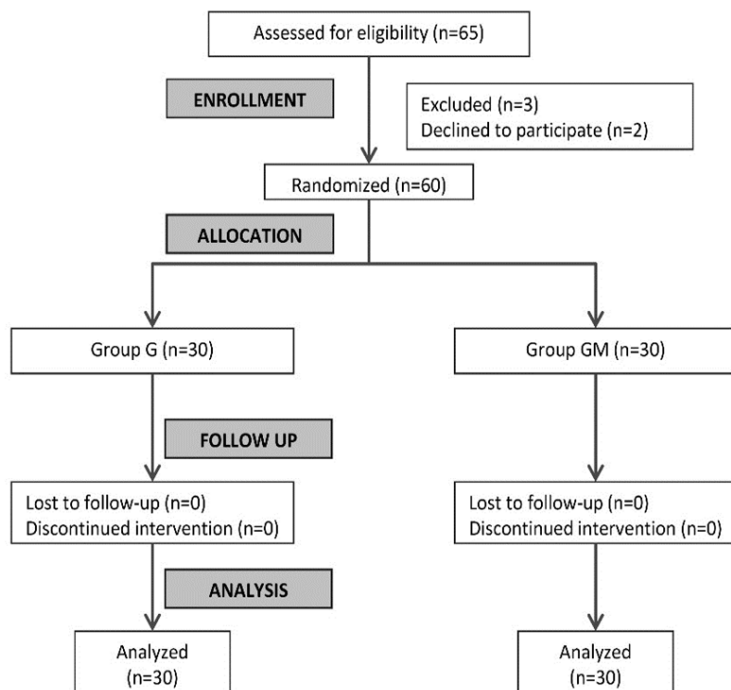 Assessed for eligibility (n=65)
ENROLLMENT
Excluded (n=3)
Declined to participate (n=2)
Randomized (n=60)
ALLOCATION
Group G (n=30)
Group GM (n=30)
FOLLOW UP
Lost to follow-up (n=0)
Discontinued intervention (n=0)
Lost to follow-up (n=0)
Discontinued intervention (n=0)
ANALYSIS
Analyzed
(n=30)
Analyzed
(n=30)